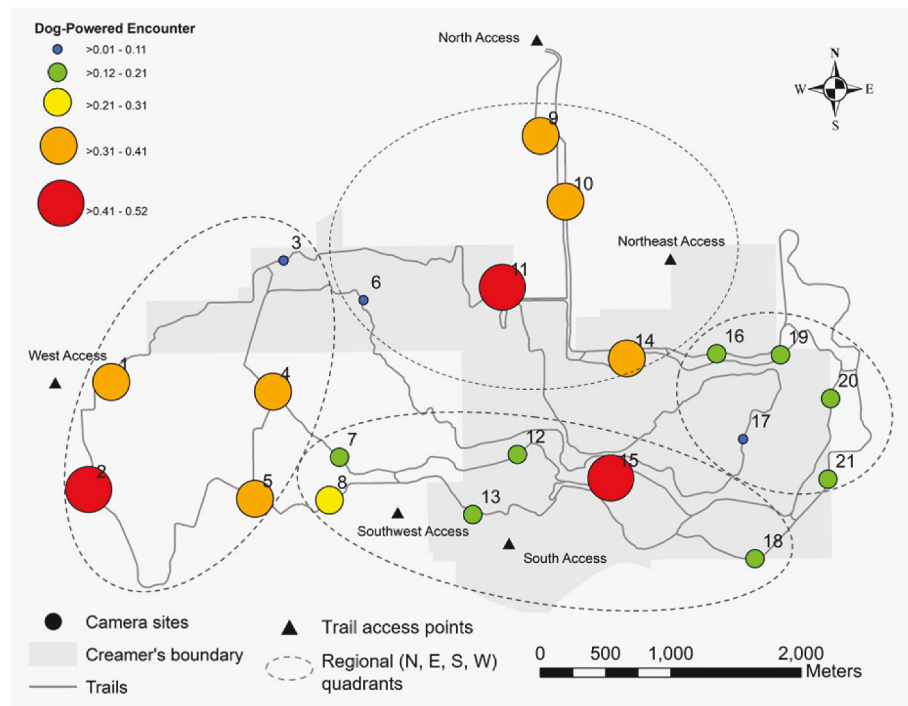 Dog-Powered Encounter
>0.01 - 0.11
>0.12 - 0.21
>0.21 - 0.31
>0.31 - 0.41
>0.41 - 0.52
North Access
N
W
E
S
9
10
Northeast Access
3
11
6
14
16
19
West Access
1
4
20
17
7
12
15
21
2
5
8
13
Southwest Access
South Access
18
Camera sites
Creamer's boundary
Trails
Trail access points
Regional (N, E, S, W)
quadrants
0 500 1,000 2,000
Meters